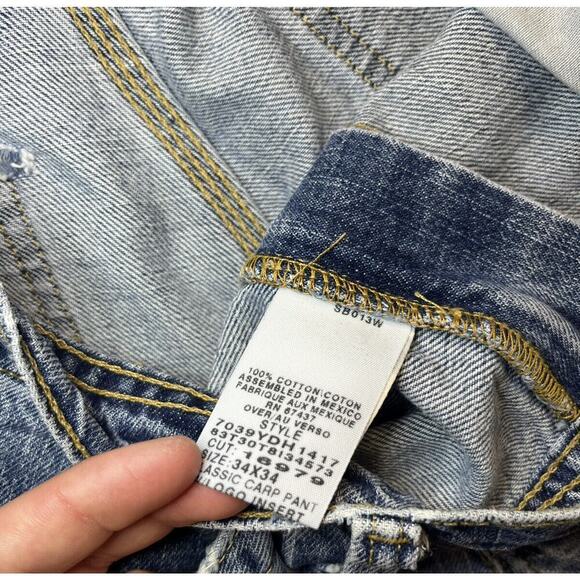 SB013W
100% COTTON/COTON
ASSEMBLED IN MEXICO
FABRIQUE AUX MEXIQUE
RN 67437
OVER/AU VERSO
STYLE
7039YDH1417
CUT: 16979
SIZE: 34X34
CARP PANT
LOGO INSERT